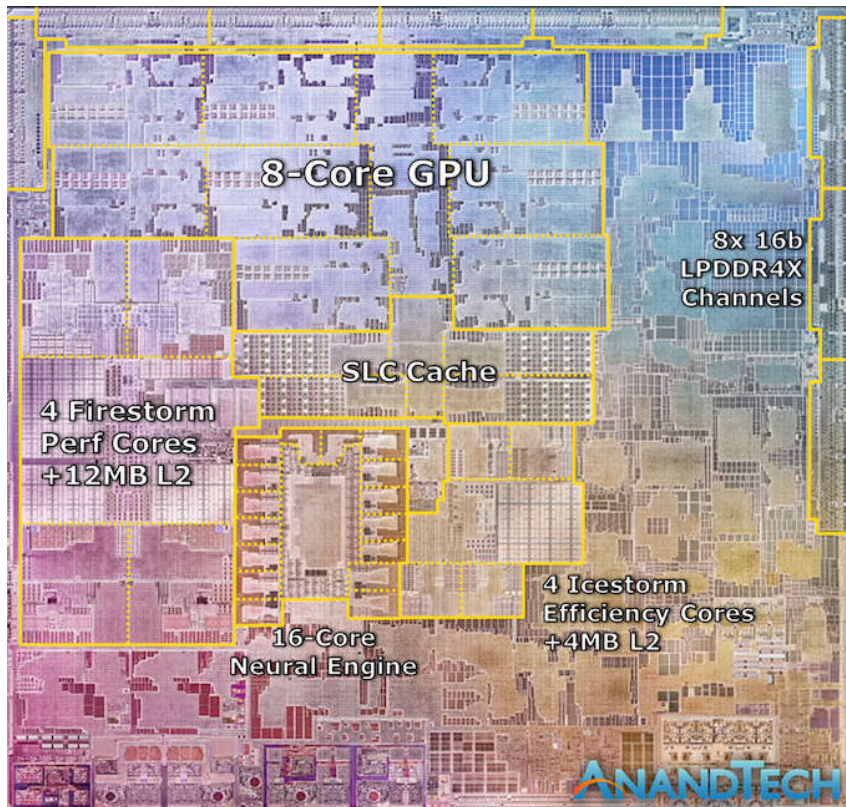 8-Core GPU
8x 16b
LPDDR4X
Channels
SLC Cache
4 Firestorm
Perf Cores
+12MB L2
4 Icestorm
Efficiency Cores
+4MB L2
16-Core
Neural Engine
ANANDTECH